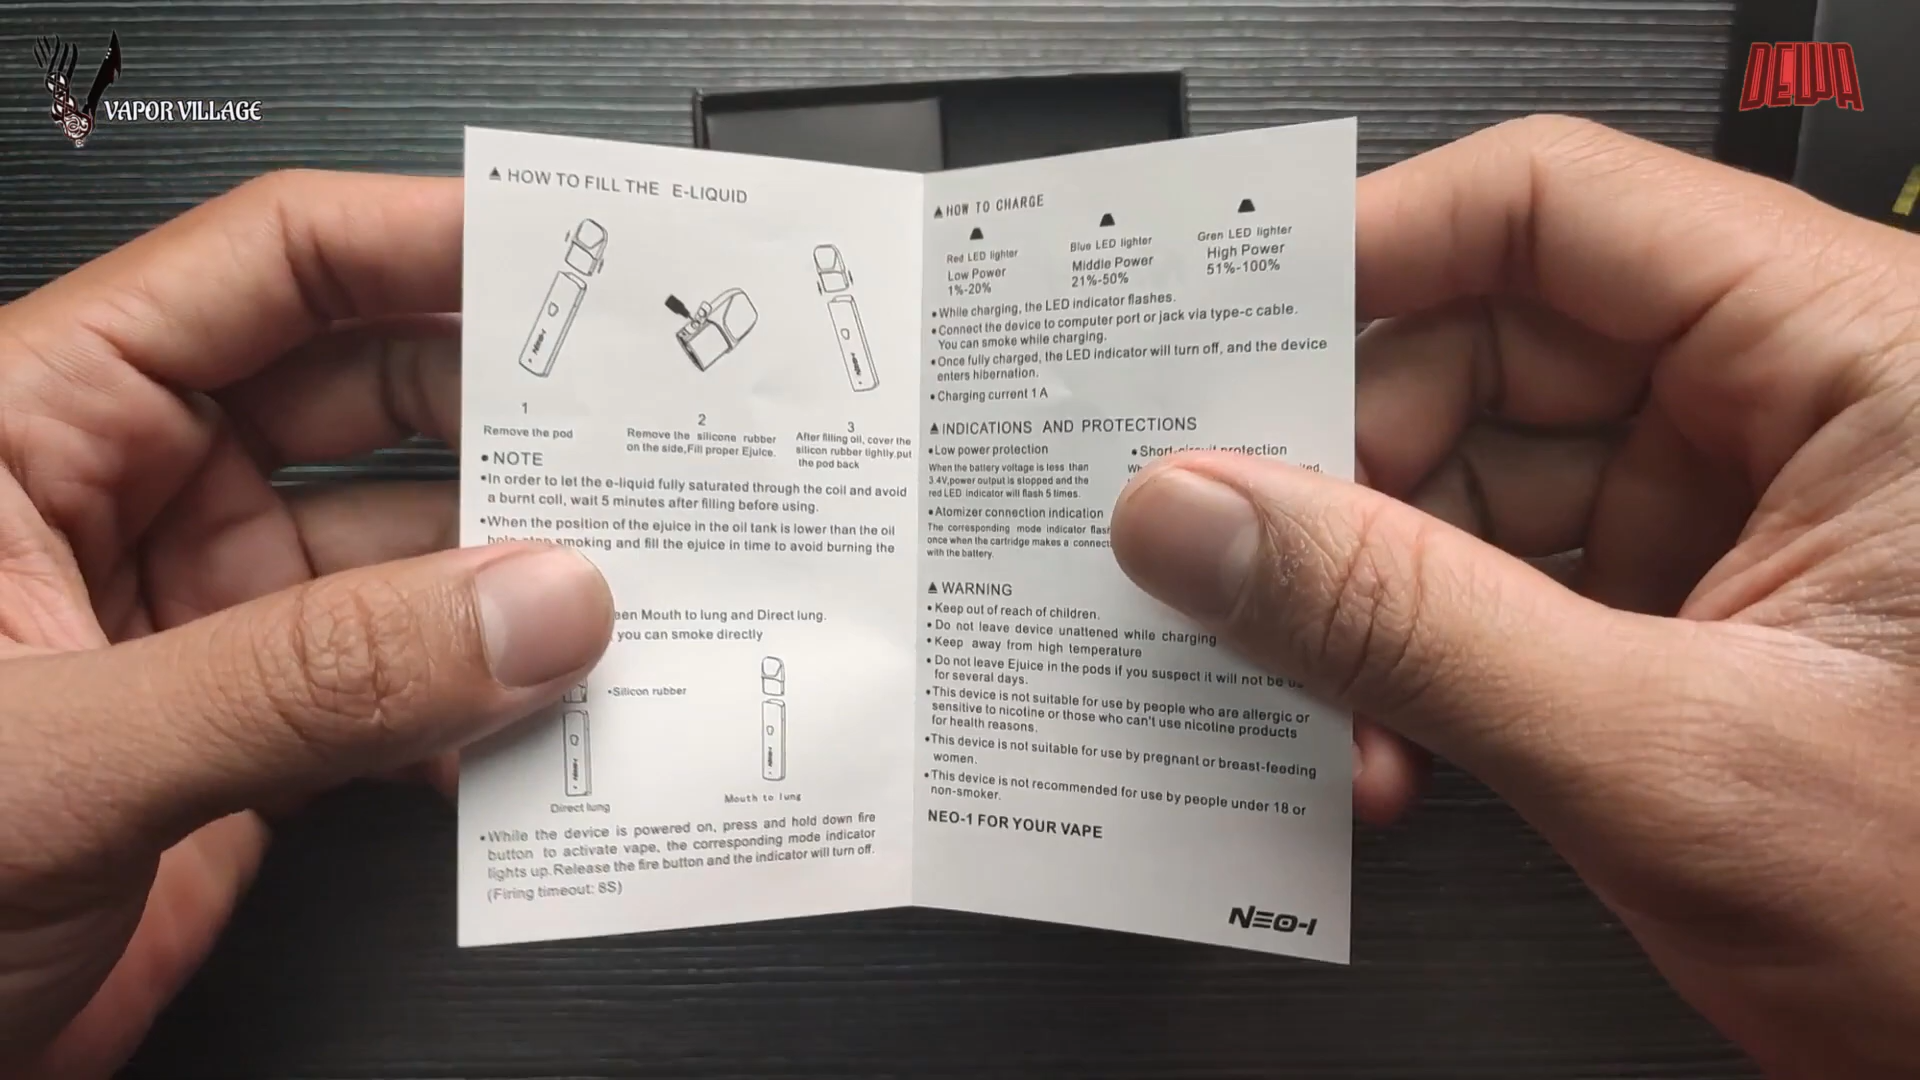 VAPOR VILLAGE
DEWA
▲ HOW TO FILL THE E-LIQUID
NEO-1
NEO-1
1
Remove the pod
2
Remove the silicone rubber
on the side,Fill proper Ejuice.
3
After filling oil, cover the
silicon rubber tightly.put
the pod back
• NOTE
•In order to let the e-liquid fully saturated through the coil and avoid
a burnt coil, wait 5 minutes after filling before using.
•When the position of the ejuice in the oil tank is lower than the oil
smoking and fill the ejuice in time to avoid burning the
Mouth to lung and Direct lung.
you can smoke directly
•Silicon rubber
NEO-1
NEO-1
Direct lung
Mouth to lung
•While the device is powered on, press and hold down fire
button to activate vape, the corresponding mode indicator
lights up.Release the fire button and the indicator will turn off.
(Firing timeout: 8S)
▲HOW TO CHARGE
Red LED lighter
Low Power
1%-20%
Blue LED lighter
Middle Power
21%-50%
Gren LED lighter
High Power
51%-100%
•While charging, the LED indicator flashes.
•Connect the device to computer port or jack via type-c cable.
You can smoke while charging.
•Once fully charged, the LED indicator will turn off, and the device
enters hibernation.
•Charging current 1 A
▲INDICATIONS AND PROTECTIONS
•Low power protection
When the battery voltage is less than
3.4V,power output is stopped and the
red LED indicator will flash 5 times.
•Atomizer connection indication
The corresponding mode indicator
once when the cartridge makes a
with the battery.
• protection
▲WARNING
•Keep out of reach of children.
•Do not leave device unattened while charging
•Keep away from high temperature
•Do not leave Ejuice in the pods if you suspect it will not be
for several days.
•This device is not suitable for use by people who are allergic or
sensitive to nicotine or those who can't use nicotine products
for health reasons.
•This device is not suitable for use by pregnant or breast-feeding
women.
•This device is not recommended for use by people under 18 or
non-smoker.
NEO-1 FOR YOUR VAPE
NEO-1